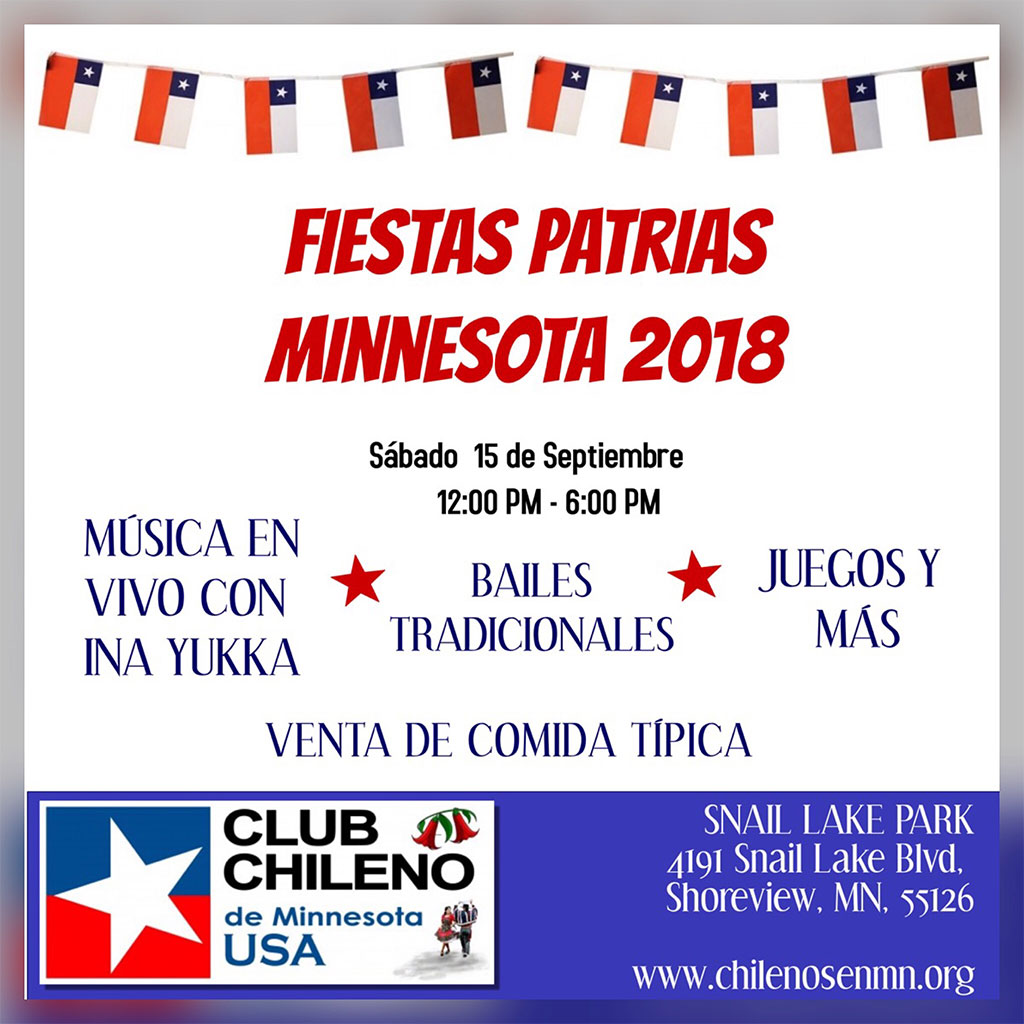 FIESTAS PATRIAS
MINNESOTA 2018
Sábado 15 de Septiembre
12:00 PM - 6:00 PM
MÚSICA EN
VIVO CON
INA YUKKA
BAILES
TRADICIONALES
JUEGOS Y
MÁS
VENTA DE COMIDA TÍPICA
CLUB
CHILENO
de Minnesota
USA
SNAIL LAKE PARK
4191 Snail Lake Blvd,
Shoreview, MN, 55126
www.chilenosenmn.org